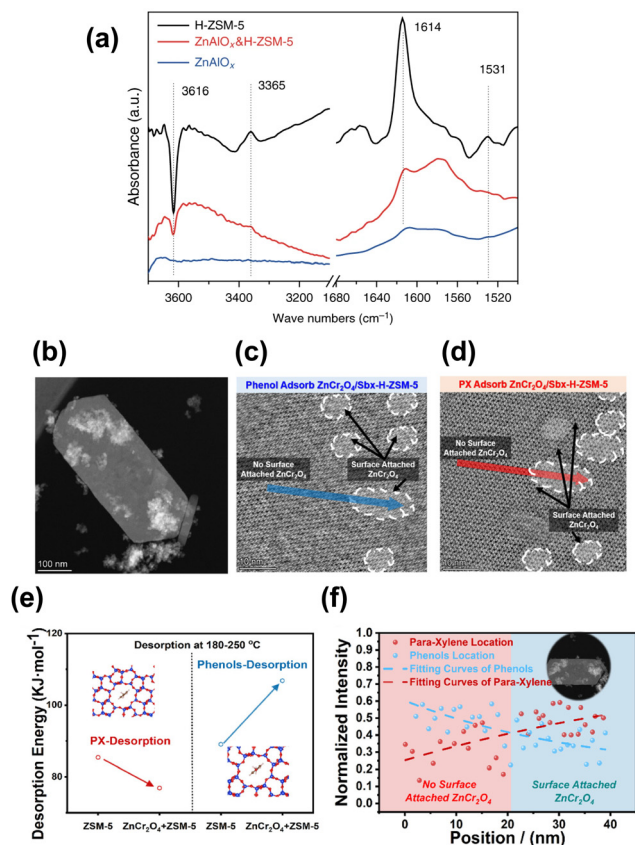 (a)
H-ZSM-5
ZnAlOₓ&H-ZSM-5
ZnAlOₓ
3616
3365
1614
1531
Absorbance (a.u.)
3600
3400
3200
1680
1640
1600
1560
1520
Wave numbers (cm⁻¹)
(b)
100 nm
(c)
Phenol Adsorb ZnCr₂O₄/Sbx-H-ZSM-5
No Surface
Attached ZnCr₂O₄
Surface Attached
ZnCr₂O₄
10 nm
(d)
PX Adsorb ZnCr₂O₄/Sbx-H-ZSM-5
No Surface
Attached ZnCr₂O₄
Surface Attached
ZnCr₂O₄
(e)
Desorption Energy (KJ·mol⁻¹)
Desorption at 180-250 °C
Phenols-Desorption
PX-Desorption
120
100
80
ZSM-5
ZnCr₂O₄+ZSM-5
ZSM-5
ZnCr₂O₄+ZSM-5
(f)
Normalized Intensity
1.0
0.9
0.8
0.7
0.6
0.5
0.4
0.3
0.2
0.1
0.0
Para-Xylene Location
Phenols Location
Fitting Curves of Phenols
Fitting Curves of Para-Xylene
No Surface
Attached ZnCr₂O₄
Surface Attached
ZnCr₂O₄
0
10
20
30
40
Position / (nm)